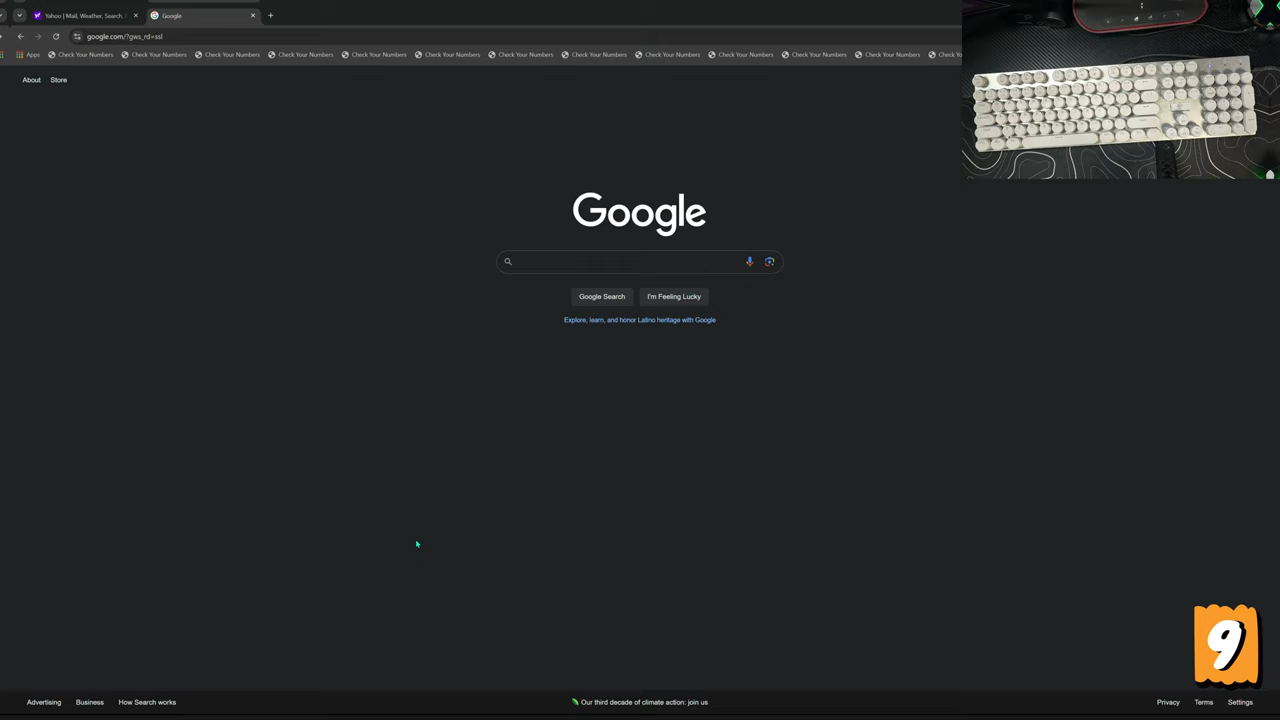 Yahoo | Mail, Weather, Search,
Google
google.com/?gws_rd=ssl
Apps
Check Your Numbers
Check Your Numbers
Check Your Numbers
Check Your Numbers
Check Your Numbers
Check Your Numbers
Check Your Numbers
Check Your Numbers
Check Your Numbers
Check Your Numbers
Check Your Numbers
Check Your Numbers
Check Your
About
Store
Google
Google Search
I'm Feeling Lucky
Explore, learn, and honor Latino heritage with Google
9
Advertising
Business
How Search works
Our third decade of climate action: join us
Privacy
Terms
Settings